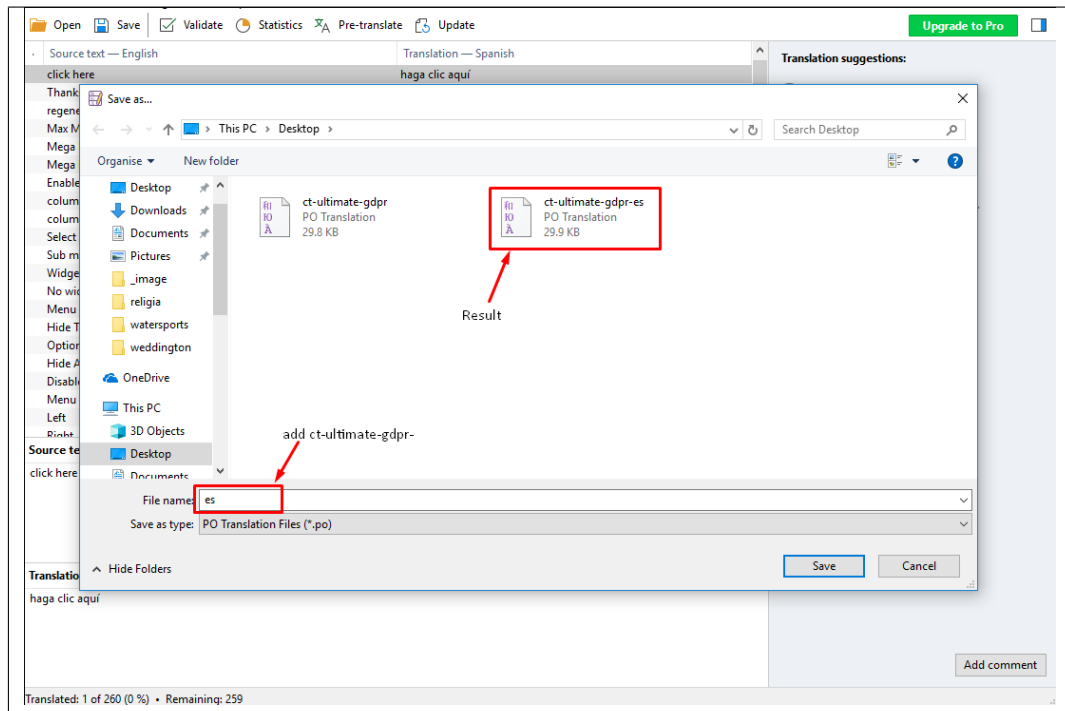 Open Save Validate Statistics Pre-translate Update Upgrade to Pro
Source text — English Translation — Spanish
Translation suggestions:
click here haga clic aquí
Thank
regene
Max M
Mega
Mega
Enable
colum
colum
Select
Sub m
Widge
No wid
Menu
Hide T
Option
Hide A
Disable
Menu
Left
Right
Save as...
This PC > Desktop >
Search Desktop
Organise New folder
Desktop
Downloads
Documents
Pictures
_image
religia
watersports
weddington
OneDrive
This PC
3D Objects
Desktop
Documents
ct-ultimate-gdpr
PO Translation
29.8 KB
ct-ultimate-gdpr-es
PO Translation
29.9 KB
Result
add ct-ultimate-gdpr-
File name: es
Save as type: PO Translation Files (*.po)
Hide Folders
Save Cancel
Source te
click here
Translatio
haga clic aquí
Add comment
Translated: 1 of 260 (0 %) • Remaining: 259